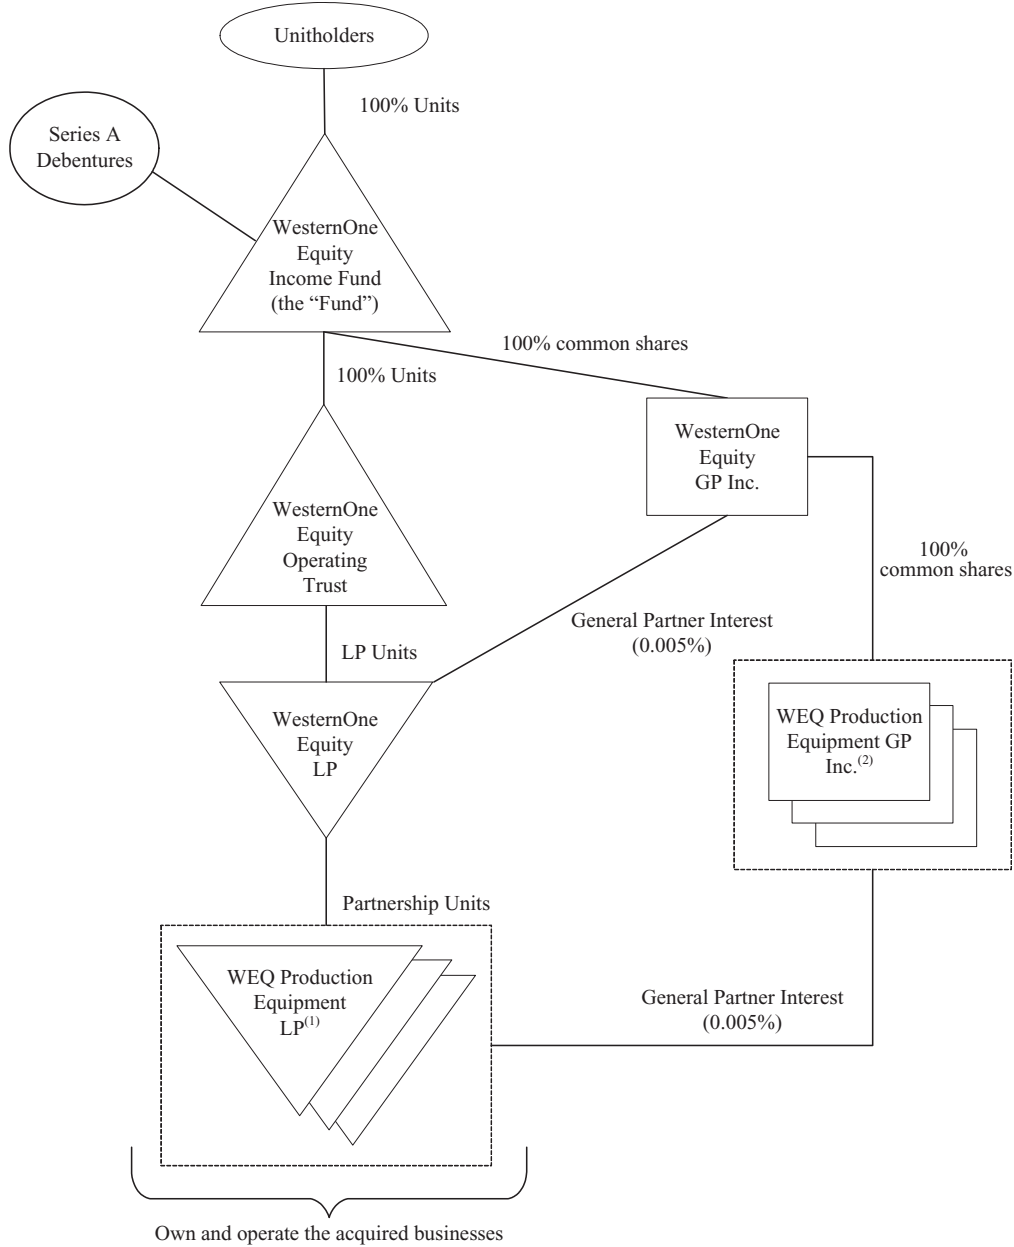 Unitholders
100% Units
Series A
Debentures
WesternOne
Equity
Income Fund
(the “Fund”)
100% common shares
100% Units
WesternOne
Equity
GP Inc.
WesternOne
Equity
Operating
Trust
100%
common shares
General Partner Interest
(0.005%)
LP Units
WesternOne
Equity
LP
WEQ Production
Equipment GP
Inc.(2)
Partnership Units
WEQ Production
Equipment
LP(1)
General Partner Interest
(0.005%)
Own and operate the acquired businesses